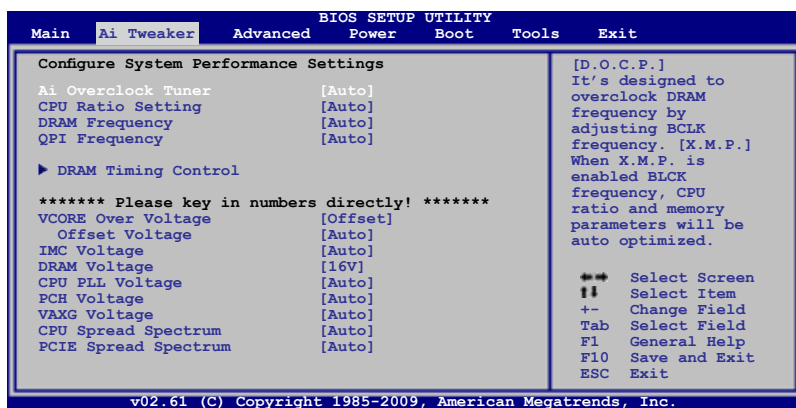 BIOS SETUP UTILITY
Main Ai Tweaker Advanced Power Boot Tools Exit
Configure System Performance Settings
Ai Overclock Tuner [Auto]
CPU Ratio Setting [Auto]
DRAM Frequency [Auto]
QPI Frequency [Auto]
DRAM Timing Control
******* Please key in numbers directly! *******
VCORE Over Voltage [Offset]
Offset Voltage [Auto]
IMC Voltage [Auto]
DRAM Voltage [16V]
CPU PLL Voltage [Auto]
PCH Voltage [Auto]
VAXG Voltage [Auto]
CPU Spread Spectrum [Auto]
PCIE Spread Spectrum [Auto]
[D.O.C.P.]
It's designed to
overclock DRAM
frequency by
adjusting BCLK
frequency. [X.M.P.]
When X.M.P. is
enabled BLCK
frequency, CPU
ratio and memory
parameters will be
auto optimized.
Select Screen
Select Item
+- Change Field
Tab Select Field
F1 General Help
F10 Save and Exit
ESC Exit
v02.61 (C) Copyright 1985-2009, American Megatrends, Inc.